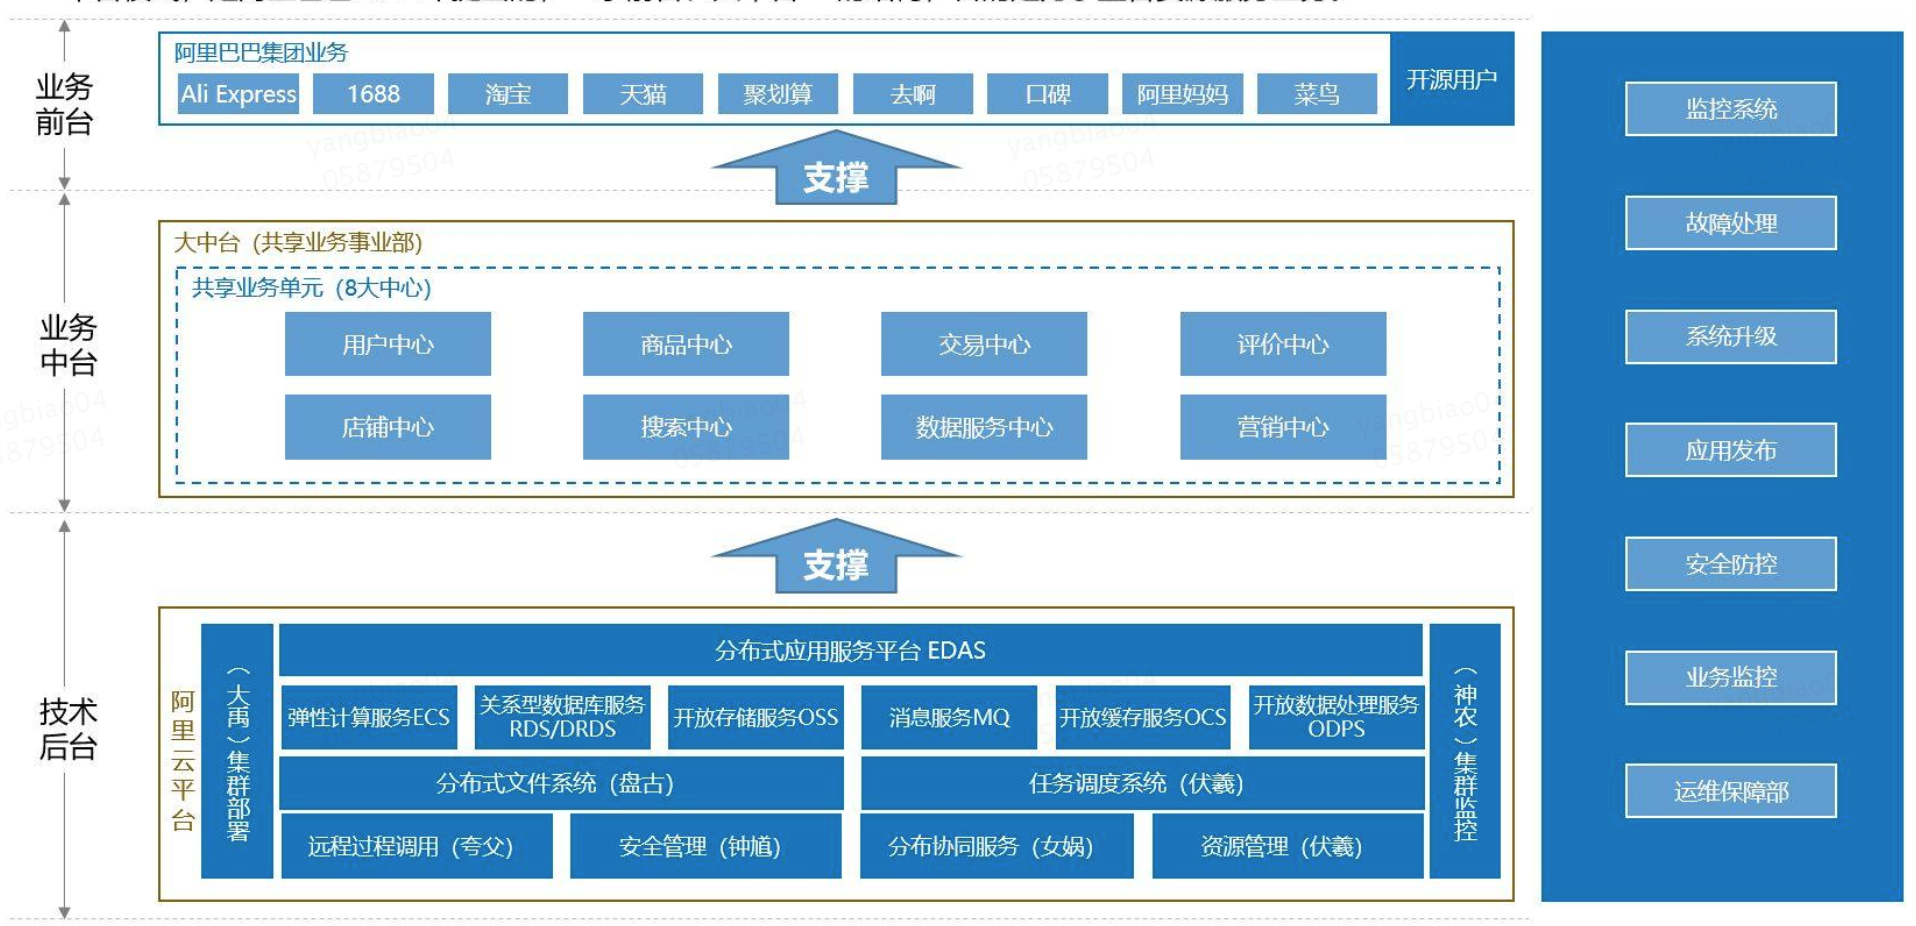 业务
前台
阿里巴巴集团业务
Ali Express
1688
淘宝
天猫
聚划算
去啊
口碑
阿里妈妈
菜鸟
开源用户
支撑
业务
中台
大中台 (共享业务事业部)
共享业务单元 (8大中心)
用户中心
商品中心
交易中心
评价中心
店铺中心
搜索中心
数据服务中心
营销中心
支撑
技术
后台
阿里云平台
(大禹)集群部署
分布式应用服务平台 EDAS
弹性计算服务ECS
关系型数据库服务
RDS/DRDS
开放存储服务OSS
消息服务MQ
开放缓存服务OCS
开放数据处理服务
ODPS
分布式文件系统 (盘古)
任务调度系统 (伏羲)
远程过程调用 (夸父)
安全管理 (钟馗)
分布协同服务 (女娲)
资源管理 (伏羲)
(神农)集群监控
监控系统
故障处理
系统升级
应用发布
安全防控
业务监控
运维保障部
yangbiao04
05879504
yangbiao04
05879504